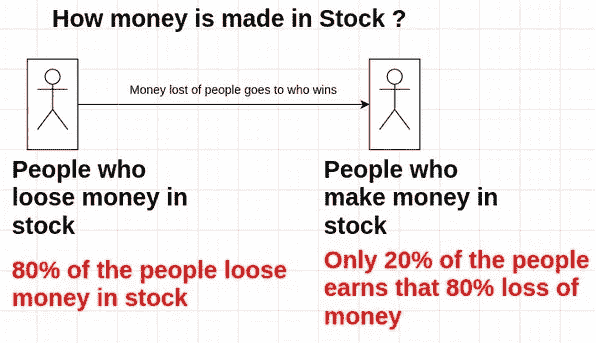 How money is made in Stock ?
Money lost of people goes to who wins
People who
loose money in
stock
80% of the people loose
money in stock
People who
make money in
stock
Only 20% of the people
earns that 80% loss of
money